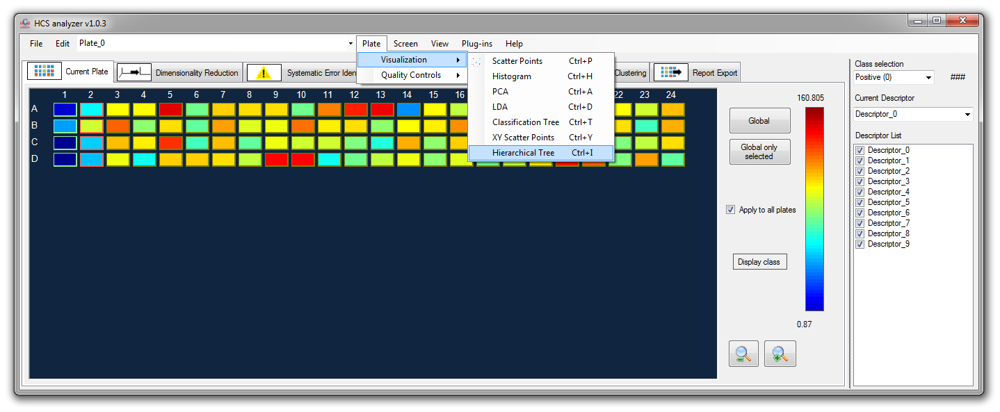 HCS analyzer v1.0.3
File Edit Plate_0 Plate Screen View Plug-ins Help
Visualization
Quality Controls
Scatter Points Ctrl+P
Histogram Ctrl+H
PCA Ctrl+A
LDA Ctrl+D
Classification Tree Ctrl+T
XY Scatter Points Ctrl+Y
Hierarchical Tree Ctrl+I
Current Plate Dimensionality Reduction Systematic Error Iden Clustering Report Export
1 2 3 4 5 6 7 8 9 10 11 12 13 14 15 16 22 23 24
A
B
C
D
160.805
Global
Global only
selected
Apply to all plates
Display class
0.87
Class selection
Positive (0) ###
Current Descriptor
Descriptor_0
Descriptor List
Descriptor_0
Descriptor_1
Descriptor_2
Descriptor_3
Descriptor_4
Descriptor_5
Descriptor_6
Descriptor_7
Descriptor_8
Descriptor_9